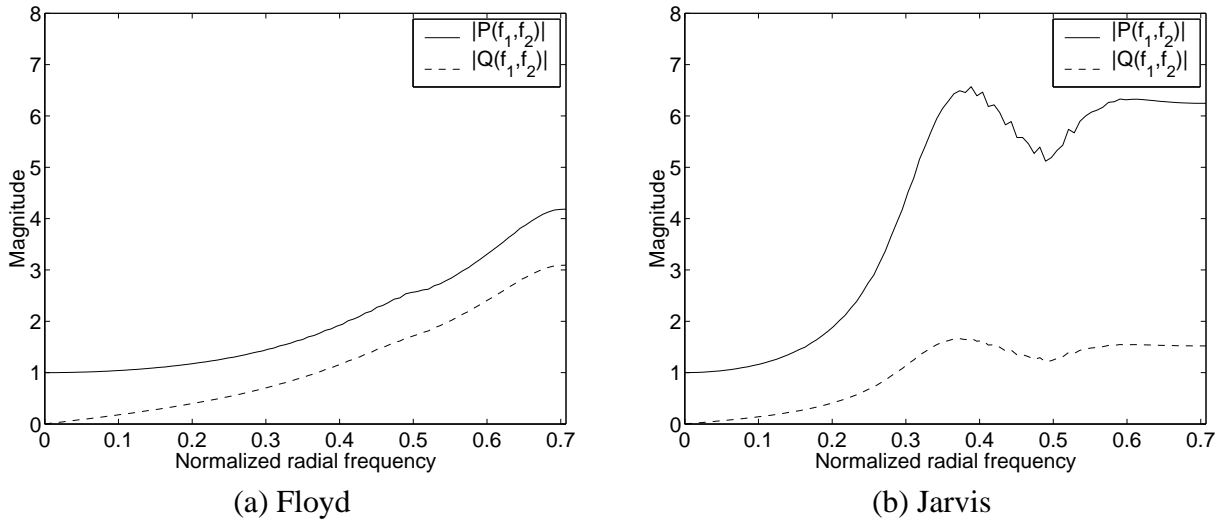 8
7
6
5
4
3
2
1
0
Magnitude
|P(f1,f2)|
|Q(f1,f2)|
0 0.1 0.2 0.3 0.4 0.5 0.6 0.7
Normalized radial frequency
(a) Floyd
8
7
6
5
4
3
2
1
0
Magnitude
|P(f1,f2)|
|Q(f1,f2)|
0 0.1 0.2 0.3 0.4 0.5 0.6 0.7
Normalized radial frequency
(b) Jarvis